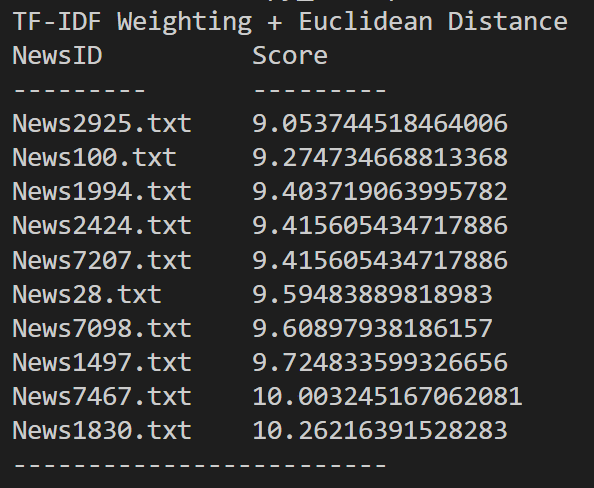 TF-IDF Weighting + Euclidean Distance
NewsID Score
--------- ---------
News2925.txt 9.053744518464006
News100.txt 9.274734668813368
News1994.txt 9.403719063995782
News2424.txt 9.415605434717886
News7207.txt 9.415605434717886
News28.txt 9.59483889818983
News7098.txt 9.60897938186157
News1497.txt 9.724833599326656
News7467.txt 10.003245167062081
News1830.txt 10.26216391528283
-------------------------